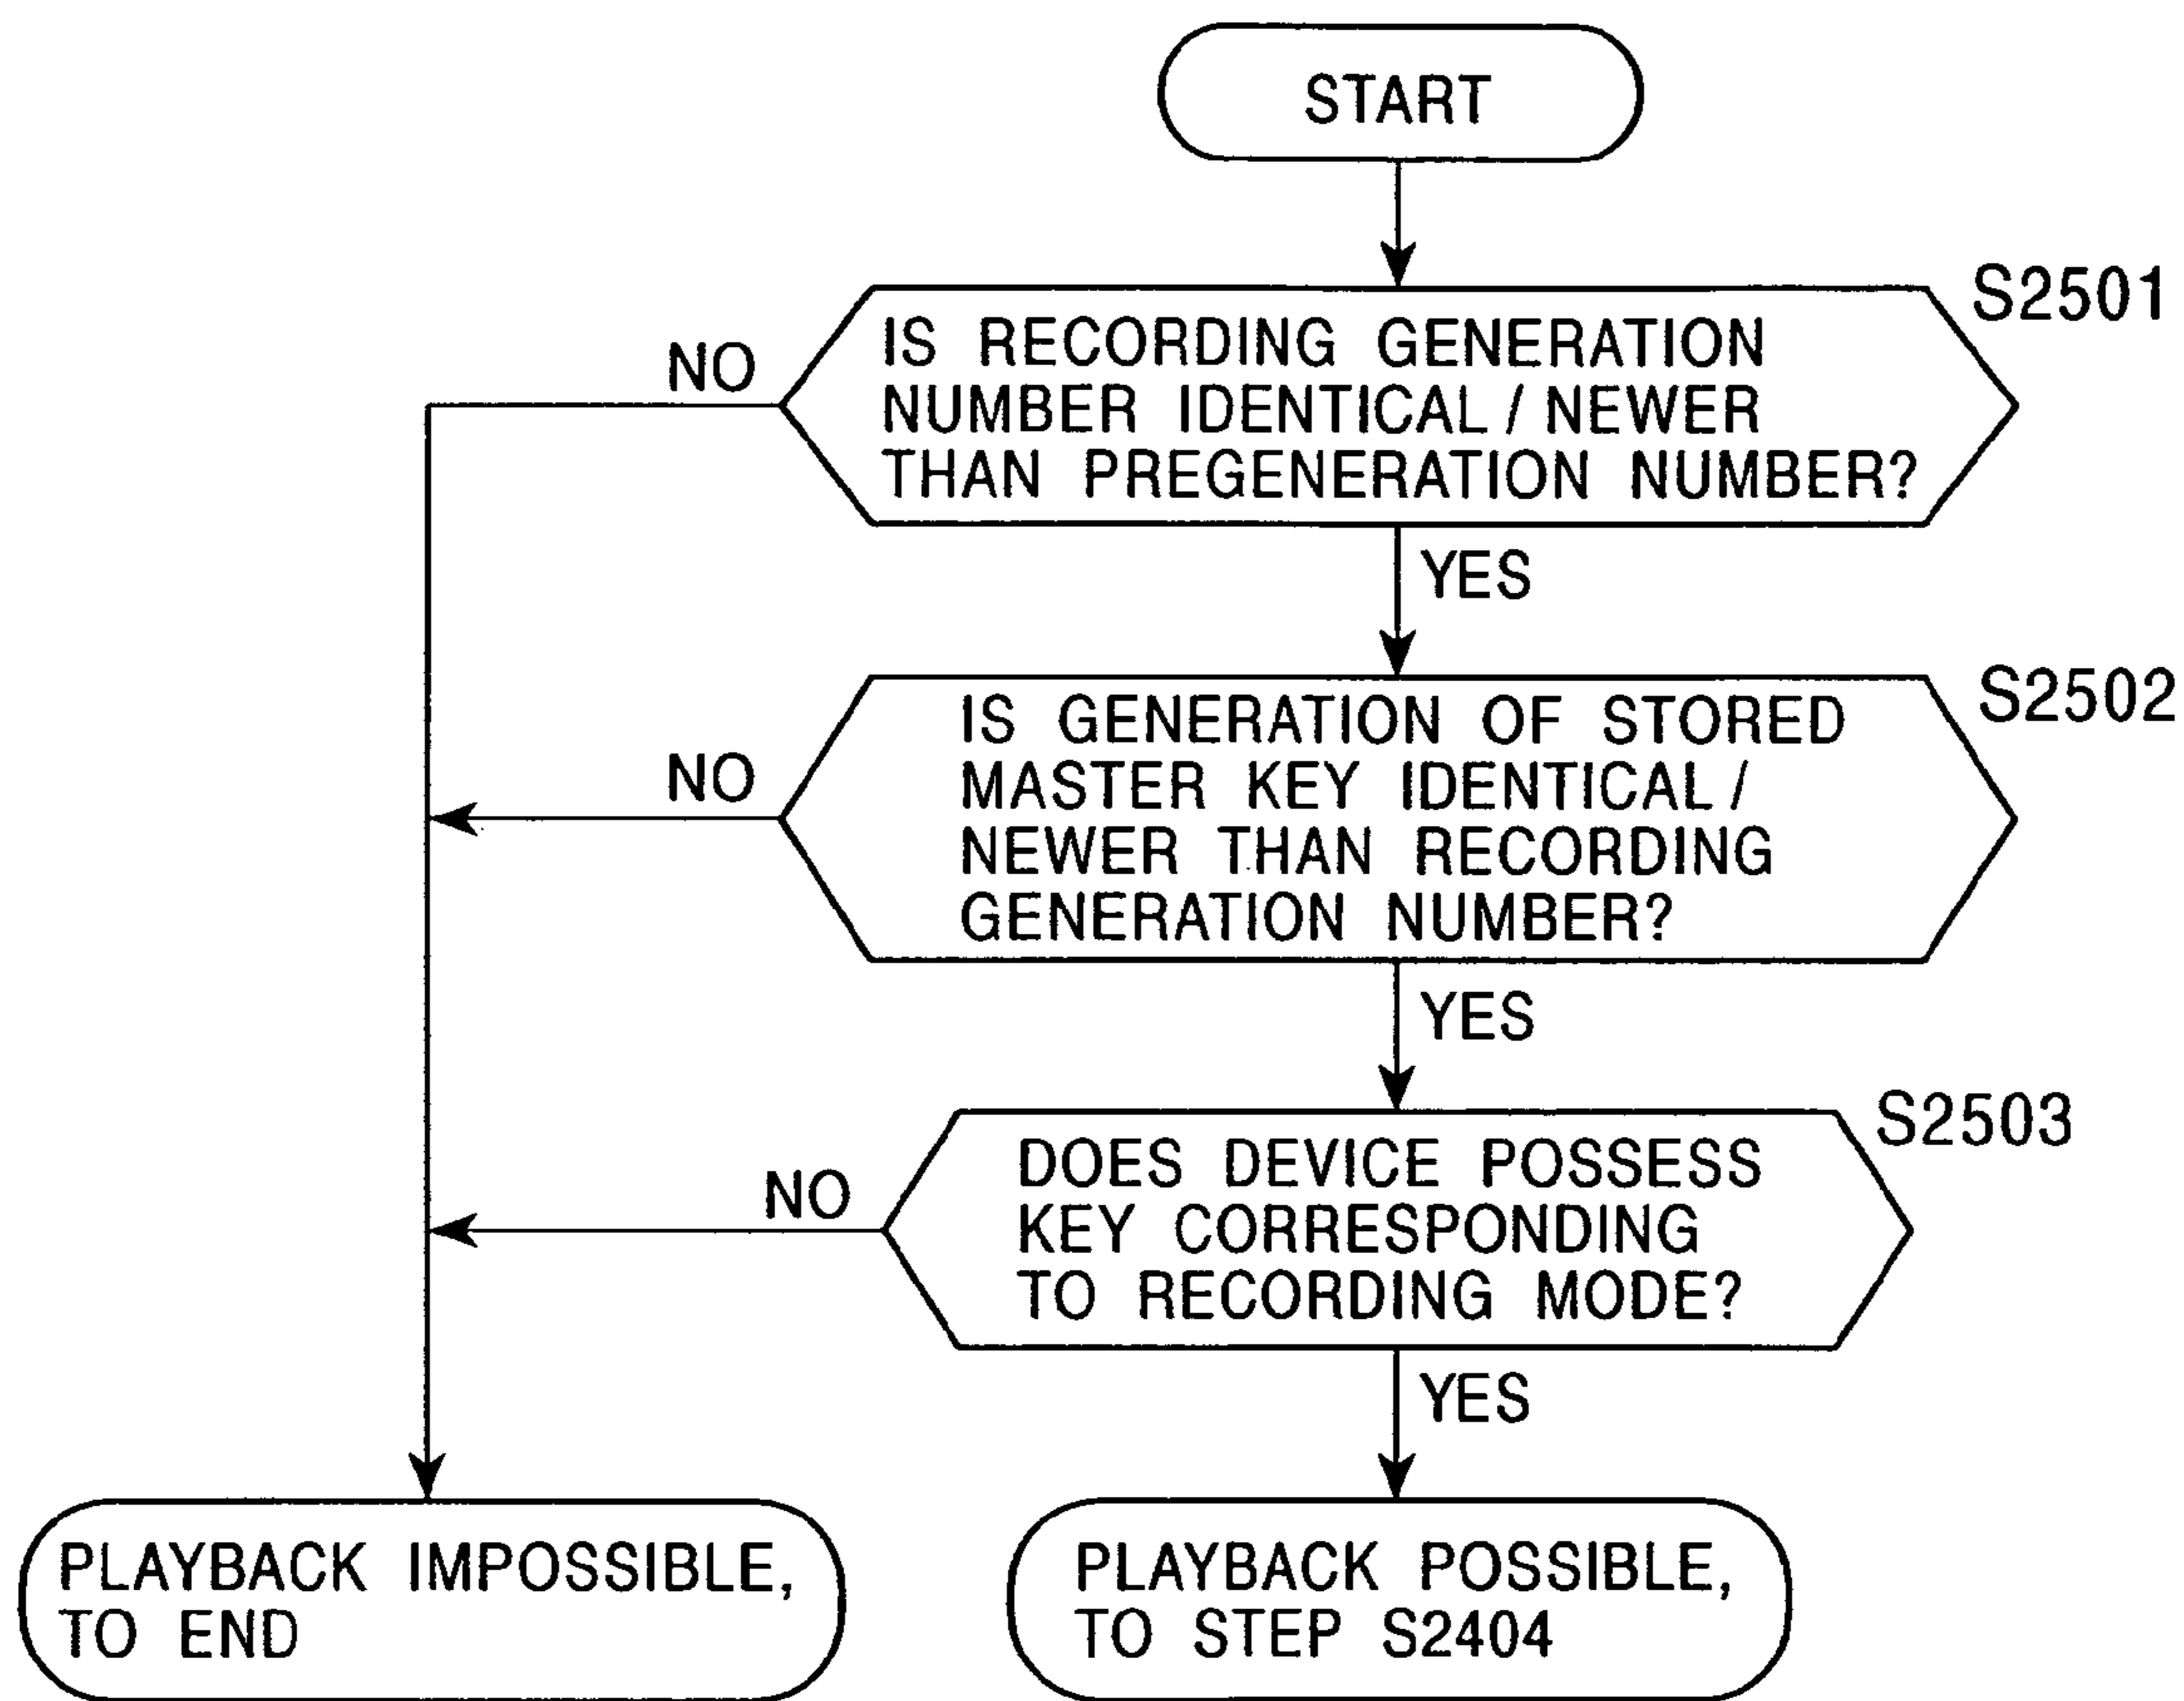 START
S2501
NO
IS RECORDING GENERATION
NUMBER IDENTICAL / NEWER
THAN PREGENERATION NUMBER?
YES
S2502
NO
IS GENERATION OF STORED
MASTER KEY IDENTICAL /
NEWER THAN RECORDING
GENERATION NUMBER?
YES
S2503
NO
DOES DEVICE POSSESS
KEY CORRESPONDING
TO RECORDING MODE?
YES
PLAYBACK IMPOSSIBLE,
TO END
PLAYBACK POSSIBLE,
TO STEP S2404